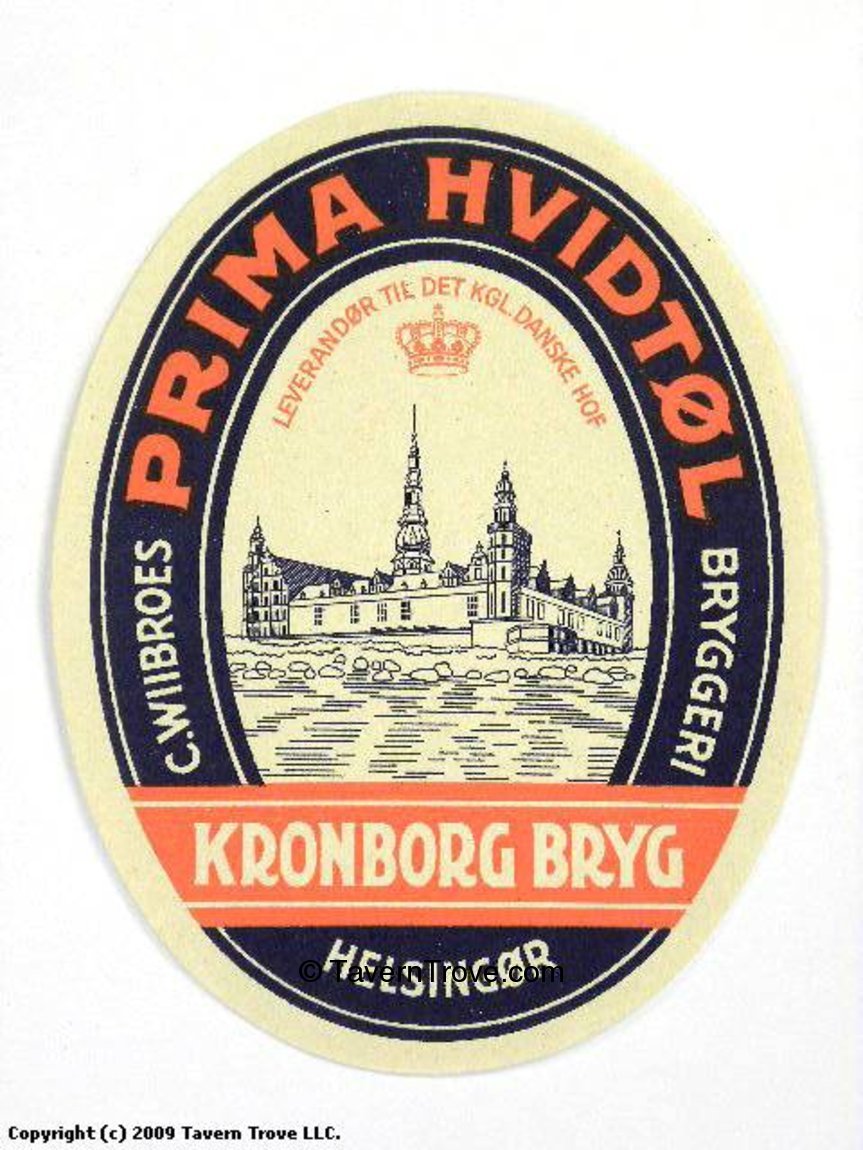 PRIMA HVIDTØL
LEVERANDØR TIL DET KGL. DANSKE HOF
C. WIIBROES
BRYGGERI
KRONBORG BRYG
HELSINGØR
© TavernTrove.com
Copyright (c) 2009 Tavern Trove LLC.